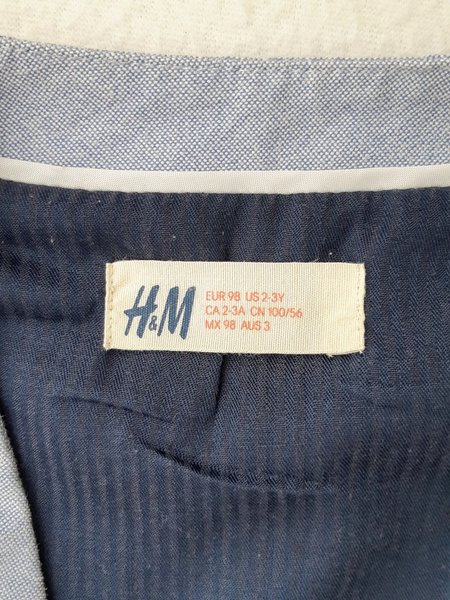 H&M
EUR 98 US 2-3Y
CA 2-3A CN 100/56
MX 98 AUS 3